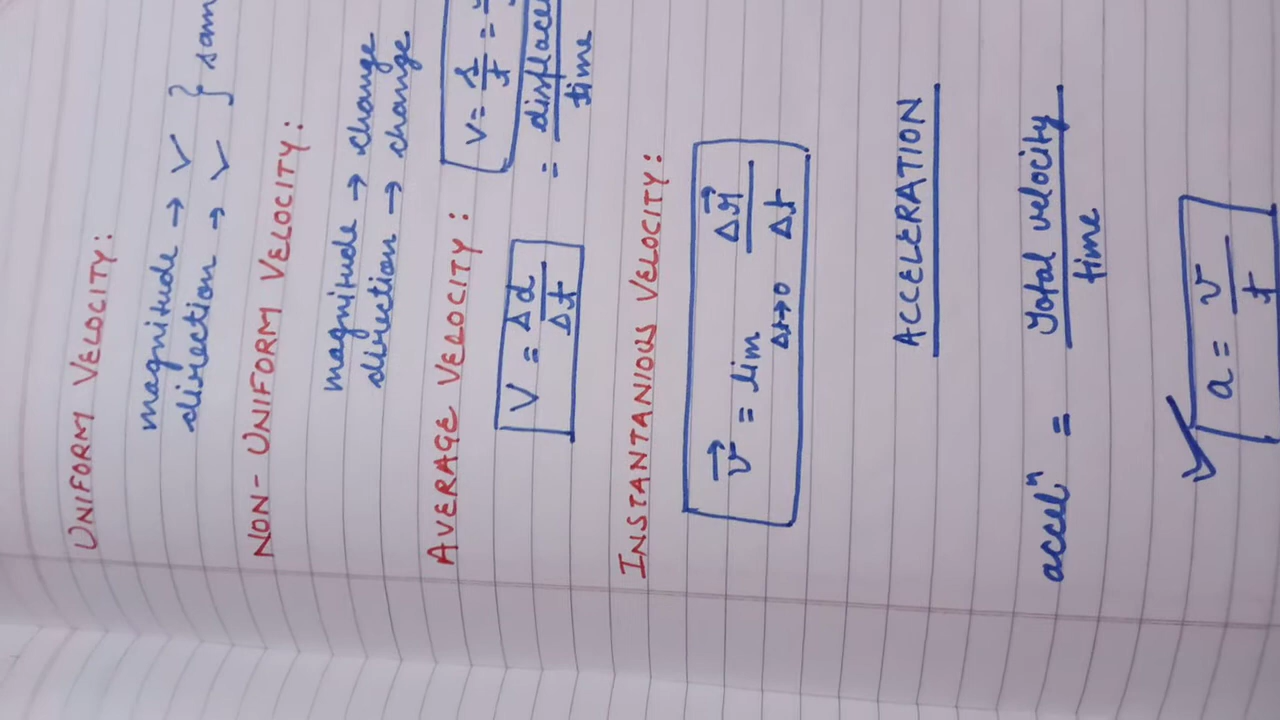 UNIFORM VELOCITY:
magnitude → ✓
direction → ✓ }
NON-UNIFORM VELOCITY:
magnitude → change
direction → change
AVERAGE VELOCITY: V = s/t =
V = Δd/Δt =
time
INSTANTANIOUS VELOCITY:
v⃗ = lim Δt→0 Δr⃗/Δt
ACCELERATION
accelⁿ = Total velocity
time
a = v/t